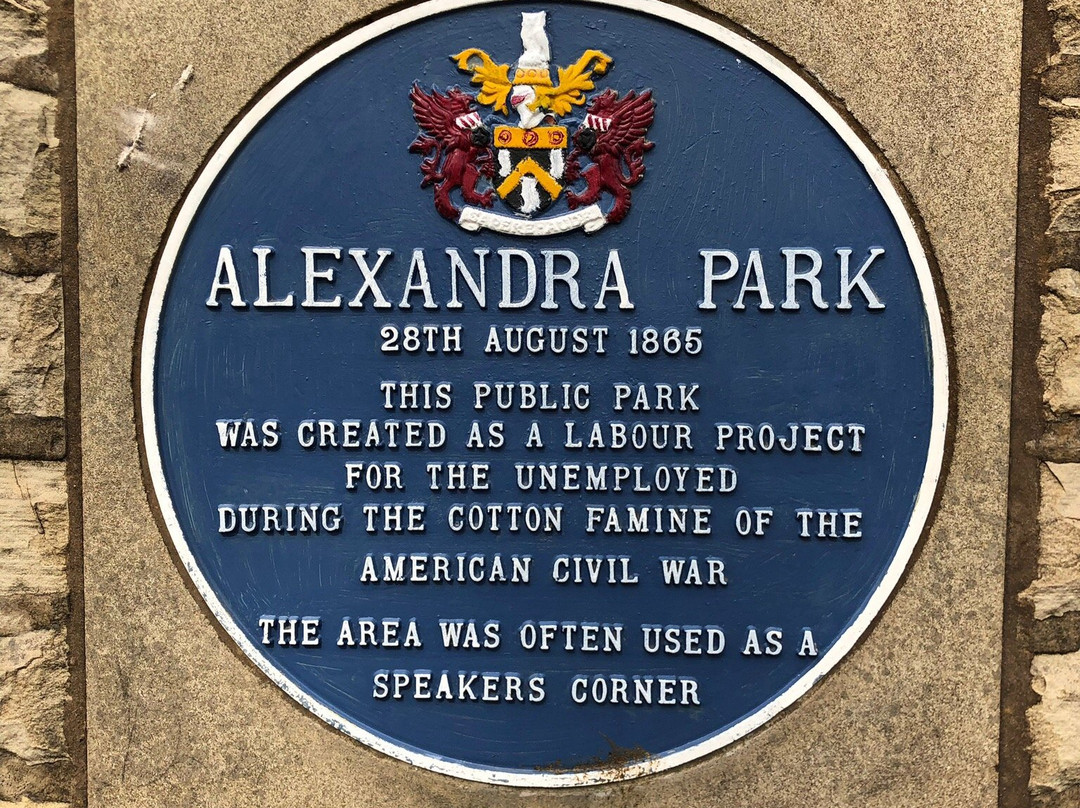 ALEXANDRA PARK
28TH AUGUST 1865
THIS PUBLIC PARK
WAS CREATED AS A LABOUR PROJECT
FOR THE UNEMPLOYED
DURING THE COTTON FAMINE OF THE
AMERICAN CIVIL WAR
THE AREA WAS OFTEN USED AS A
SPEAKERS CORNER